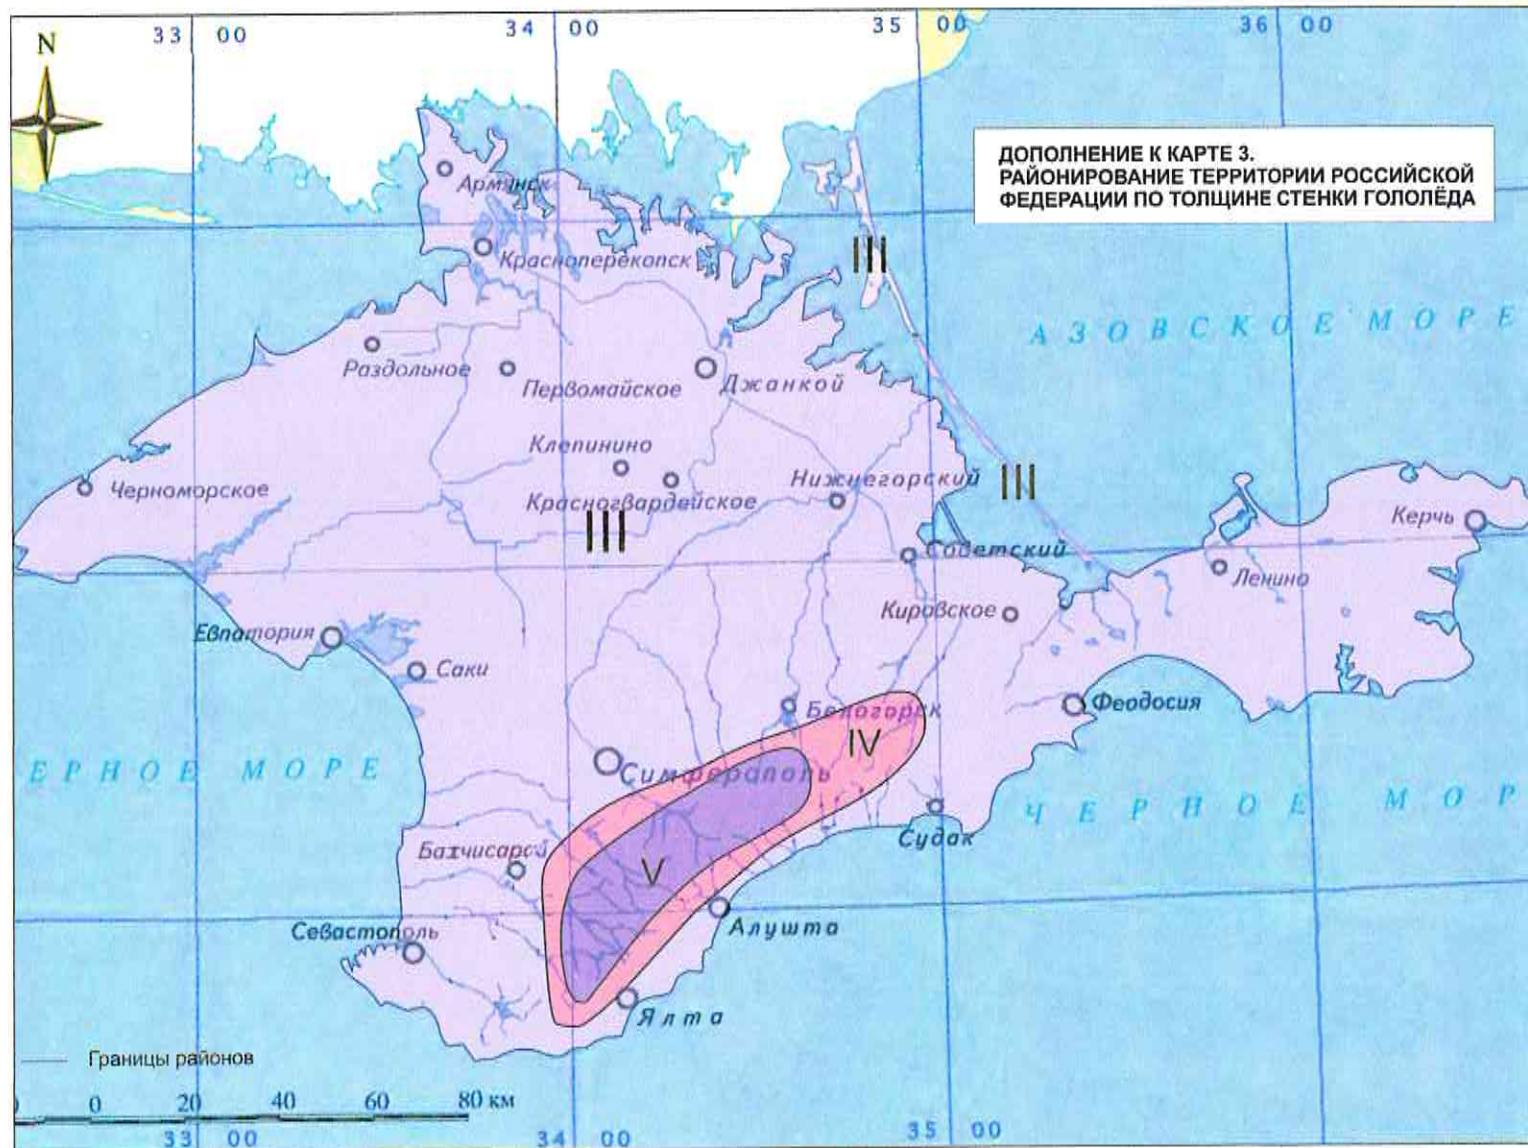 33 00
34 00
35 00
36 00
N
ДОПОЛНЕНИЕ К КАРТЕ 3.
РАЙОНИРОВАНИЕ ТЕРРИТОРИИ РОССИЙСКОЙ
ФЕДЕРАЦИИ ПО ТОЛЩИНЕ СТЕНКИ ГОЛОЛЁДА
Армянск
Красноперекопск
III
АЗОВСКОЕ МОРЕ
Раздольное
Первомайское
Джанкой
Клепинино
Черноморское
Красногвардейское
Нижнегорский
III
Керчь
III
Советский
Ленино
Кировское
Евпатория
Саки
Белогорск
Феодосия
IV
ЕРНОЕ МОРЕ
Симферополь
ЧЕРНОЕ МОР
Судак
Бахчисарай
V
Севастополь
Алушта
Ялта
Границы районов
0 20 40 60 80 км
33 00
34 00
35 00